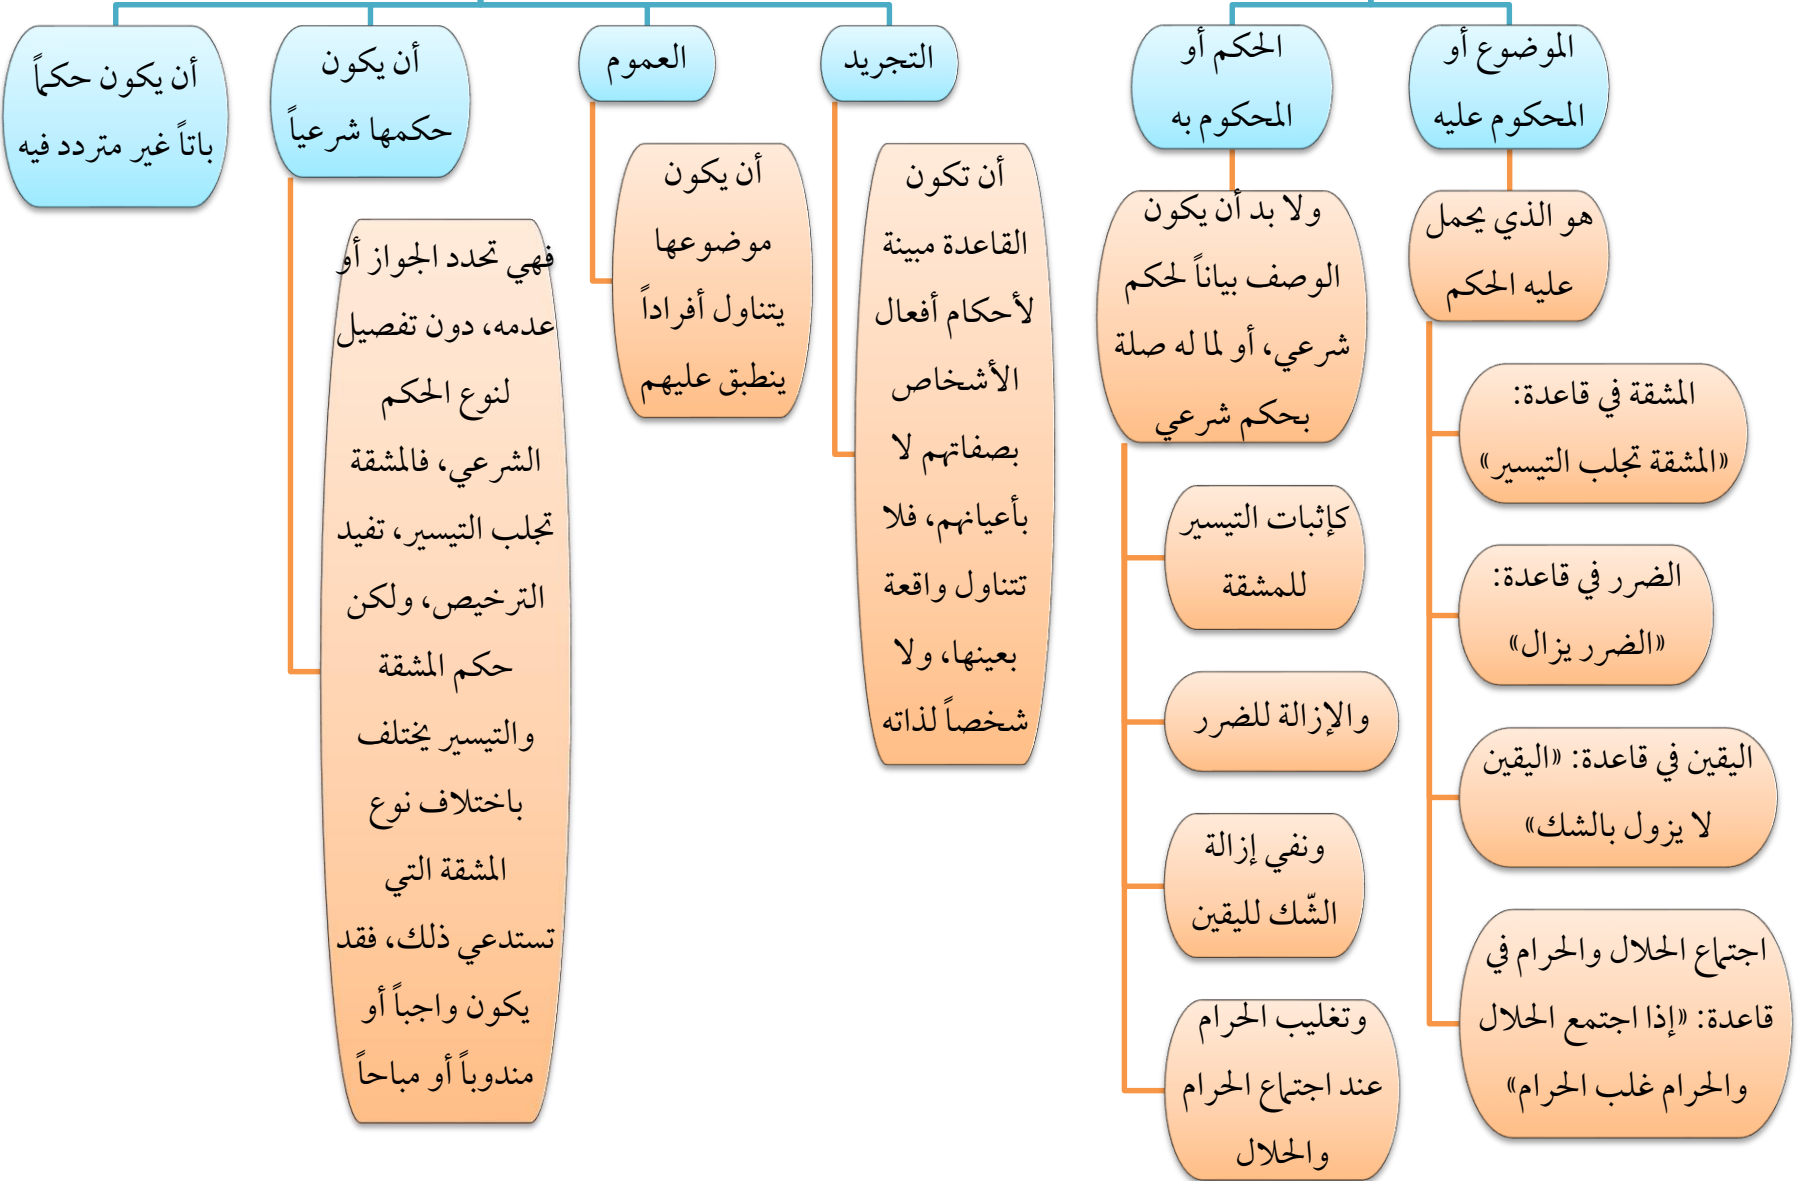 الموضوع أو
المحكوم عليه
هو الذي يحمل
عليه الحكم
المشقة في قاعدة:
«المشقة تجلب التيسير»
الضرر في قاعدة:
«الضرر يزال»
اليقين في قاعدة: «اليقين
لا يزول بالشك»
اجتماع الحلال والحرام في
قاعدة: «إذا اجتمع الحلال
والحرام غلب الحرام»
الحكم أو
المحكوم به
ولا بد أن يكون
الوصف بياناً لحكم
شرعي، أو لما له صلة
بحكم شرعي
كإثبات التيسير
للمشقة
والإزالة للضرر
ونفي إزالة
الشّك لليقين
وتغليب الحرام
عند اجتماع الحرام
والحلال
التجريد
أن تكون
القاعدة مبينة
لأحكام أفعال
الأشخاص
بصفاتهم لا
بأعيانهم، فلا
تتناول واقعة
بعينها، ولا
شخصاً لذاته
العموم
أن يكون
موضوعها
يتناول أفراداً
ينطبق عليهم
أن يكون
حكمها شرعياً
فهي تحدد الجواز أو
عدمه، دون تفصيل
لنوع الحكم
الشرعي، فالمشقة
تجلب التيسير، تفيد
الترخيص، ولكن
حكم المشقة
والتيسير يختلف
باختلاف نوع
المشقة التي
تستدعي ذلك، فقد
يكون واجباً أو
مندوباً أو مباحاً
أن يكون حكماً
باتاً غير متردد فيه